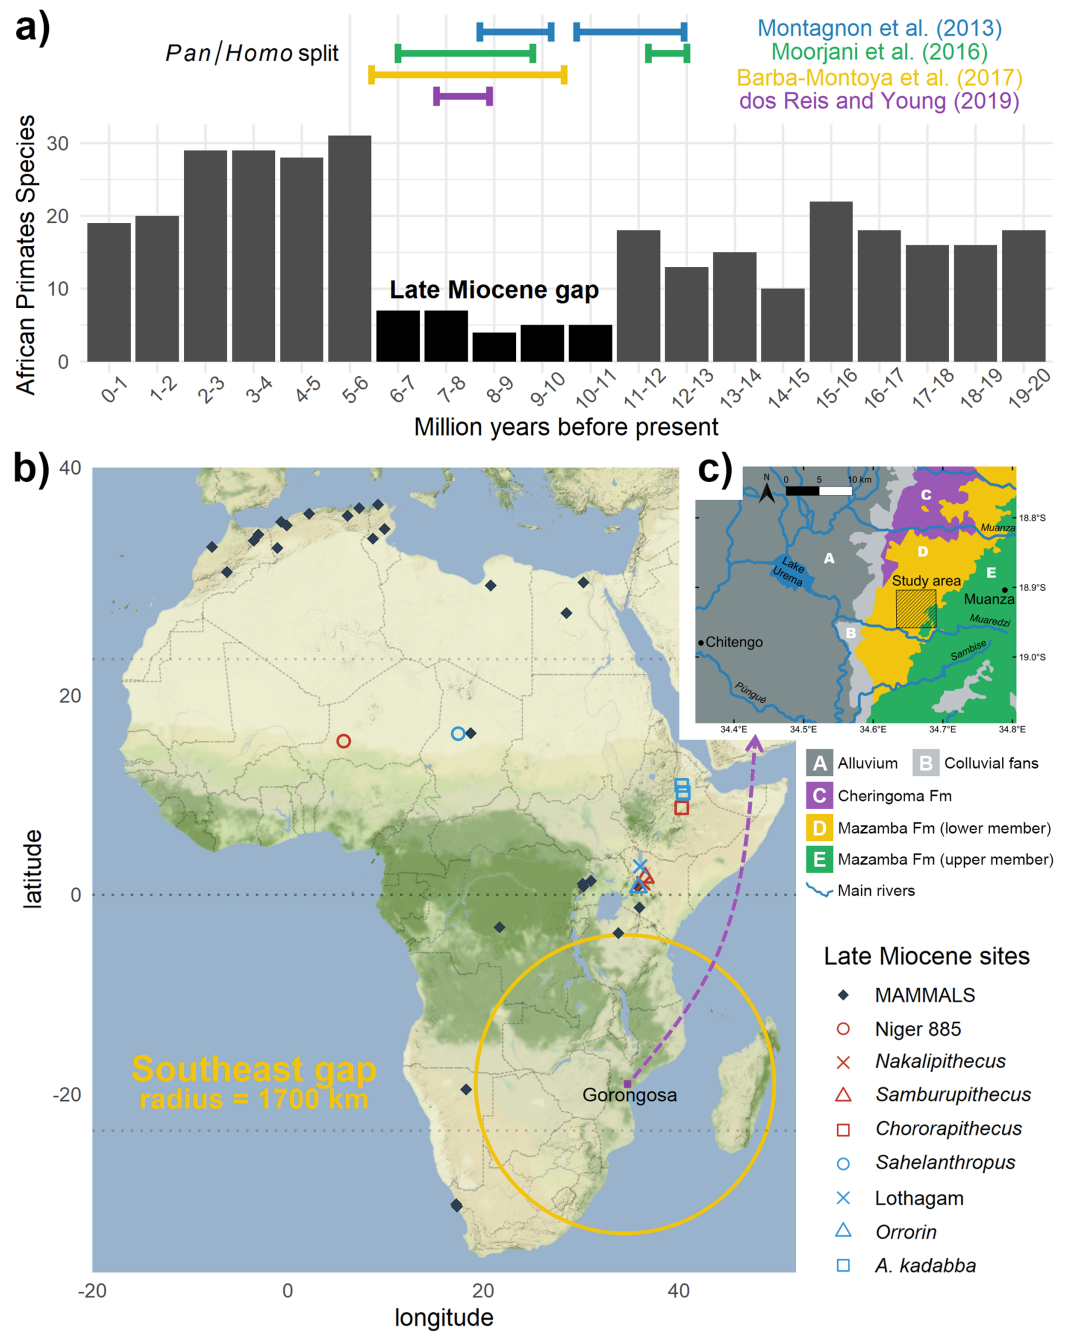 a)
Pan/Homo split
Montagnon et al. (2013)
Moorjani et al. (2016)
Barba-Montoya et al. (2017)
dos Reis and Young (2019)
African Primates Species
30
20
10
0
Late Miocene gap
0-1
1-2
2-3
3-4
4-5
5-6
6-7
7-8
8-9
9-10
10-11
11-12
12-13
13-14
14-15
15-16
16-17
17-18
18-19
19-20
Million years before present
b)
40
20
0
-20
latitude
-20
0
20
40
longitude
Southeast gap
radius = 1700 km
Gorongosa
c)
N
0
5
10 km
C
A
D
E
B
Lake
Urema
Study area
Muanza
Muanza
Muaredzi
Sambise
Chitengo
Púnguè
18.8°S
18.9°S
19.0°S
34.4°E
34.5°E
34.6°E
34.7°E
34.8°E
A Alluvium
B Colluvial fans
C Cheringoma Fm
D Mazamba Fm (lower member)
E Mazamba Fm (upper member)
Main rivers
Late Miocene sites
MAMMALS
Niger 885
Nakalipithecus
Samburupithecus
Chororapithecus
Sahelanthropus
Lothagam
Orrorin
A. kadabba